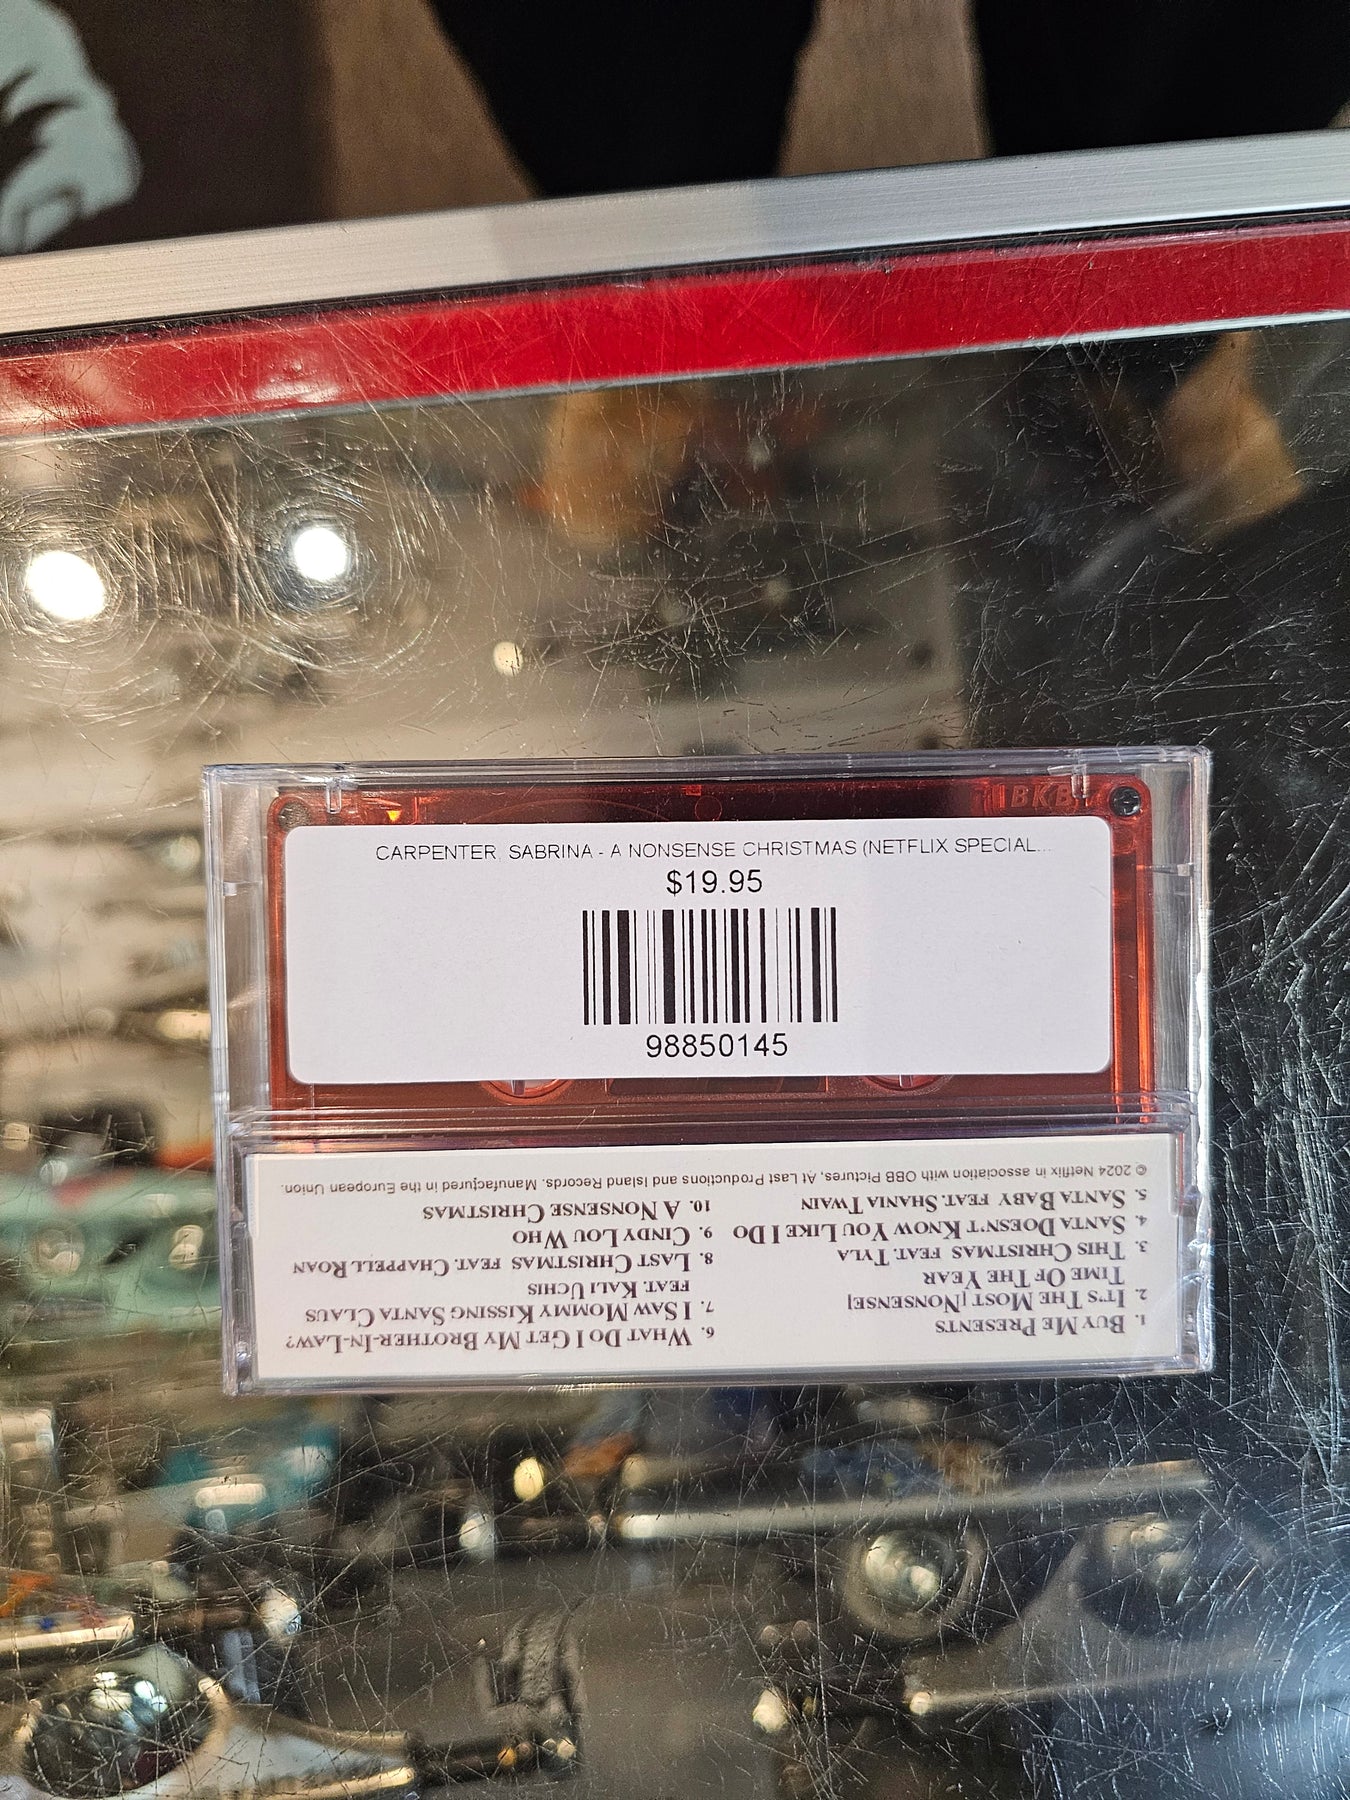 BKB
CARPENTER, SABRINA - A NONSENSE CHRISTMAS (NETFLIX SPECIAL...
$19.95
98850145
1. BUY ME PRESENTS
2. IT'S THE MOST [NONSENSE]
TIME OF THE YEAR
3. THIS CHRISTMAS FEAT. TYLA
4. SANTA DOESN'T KNOW YOU LIKE I DO
5. SANTA BABY FEAT. SHANIA TWAIN
6. WHAT DO I GET MY BROTHER-IN-LAW?
7. I SAW MOMMY KISSING SANTA CLAUS
FEAT. KALI UCHIS
8. LAST CHRISTMAS FEAT. CHAPPELL ROAN
9. CINDY LOU WHO
10. A NONSENSE CHRISTMAS
© 2024 Netflix in association with OBB Pictures, At Last Productions and Island Records. Manufactured in the European Union.